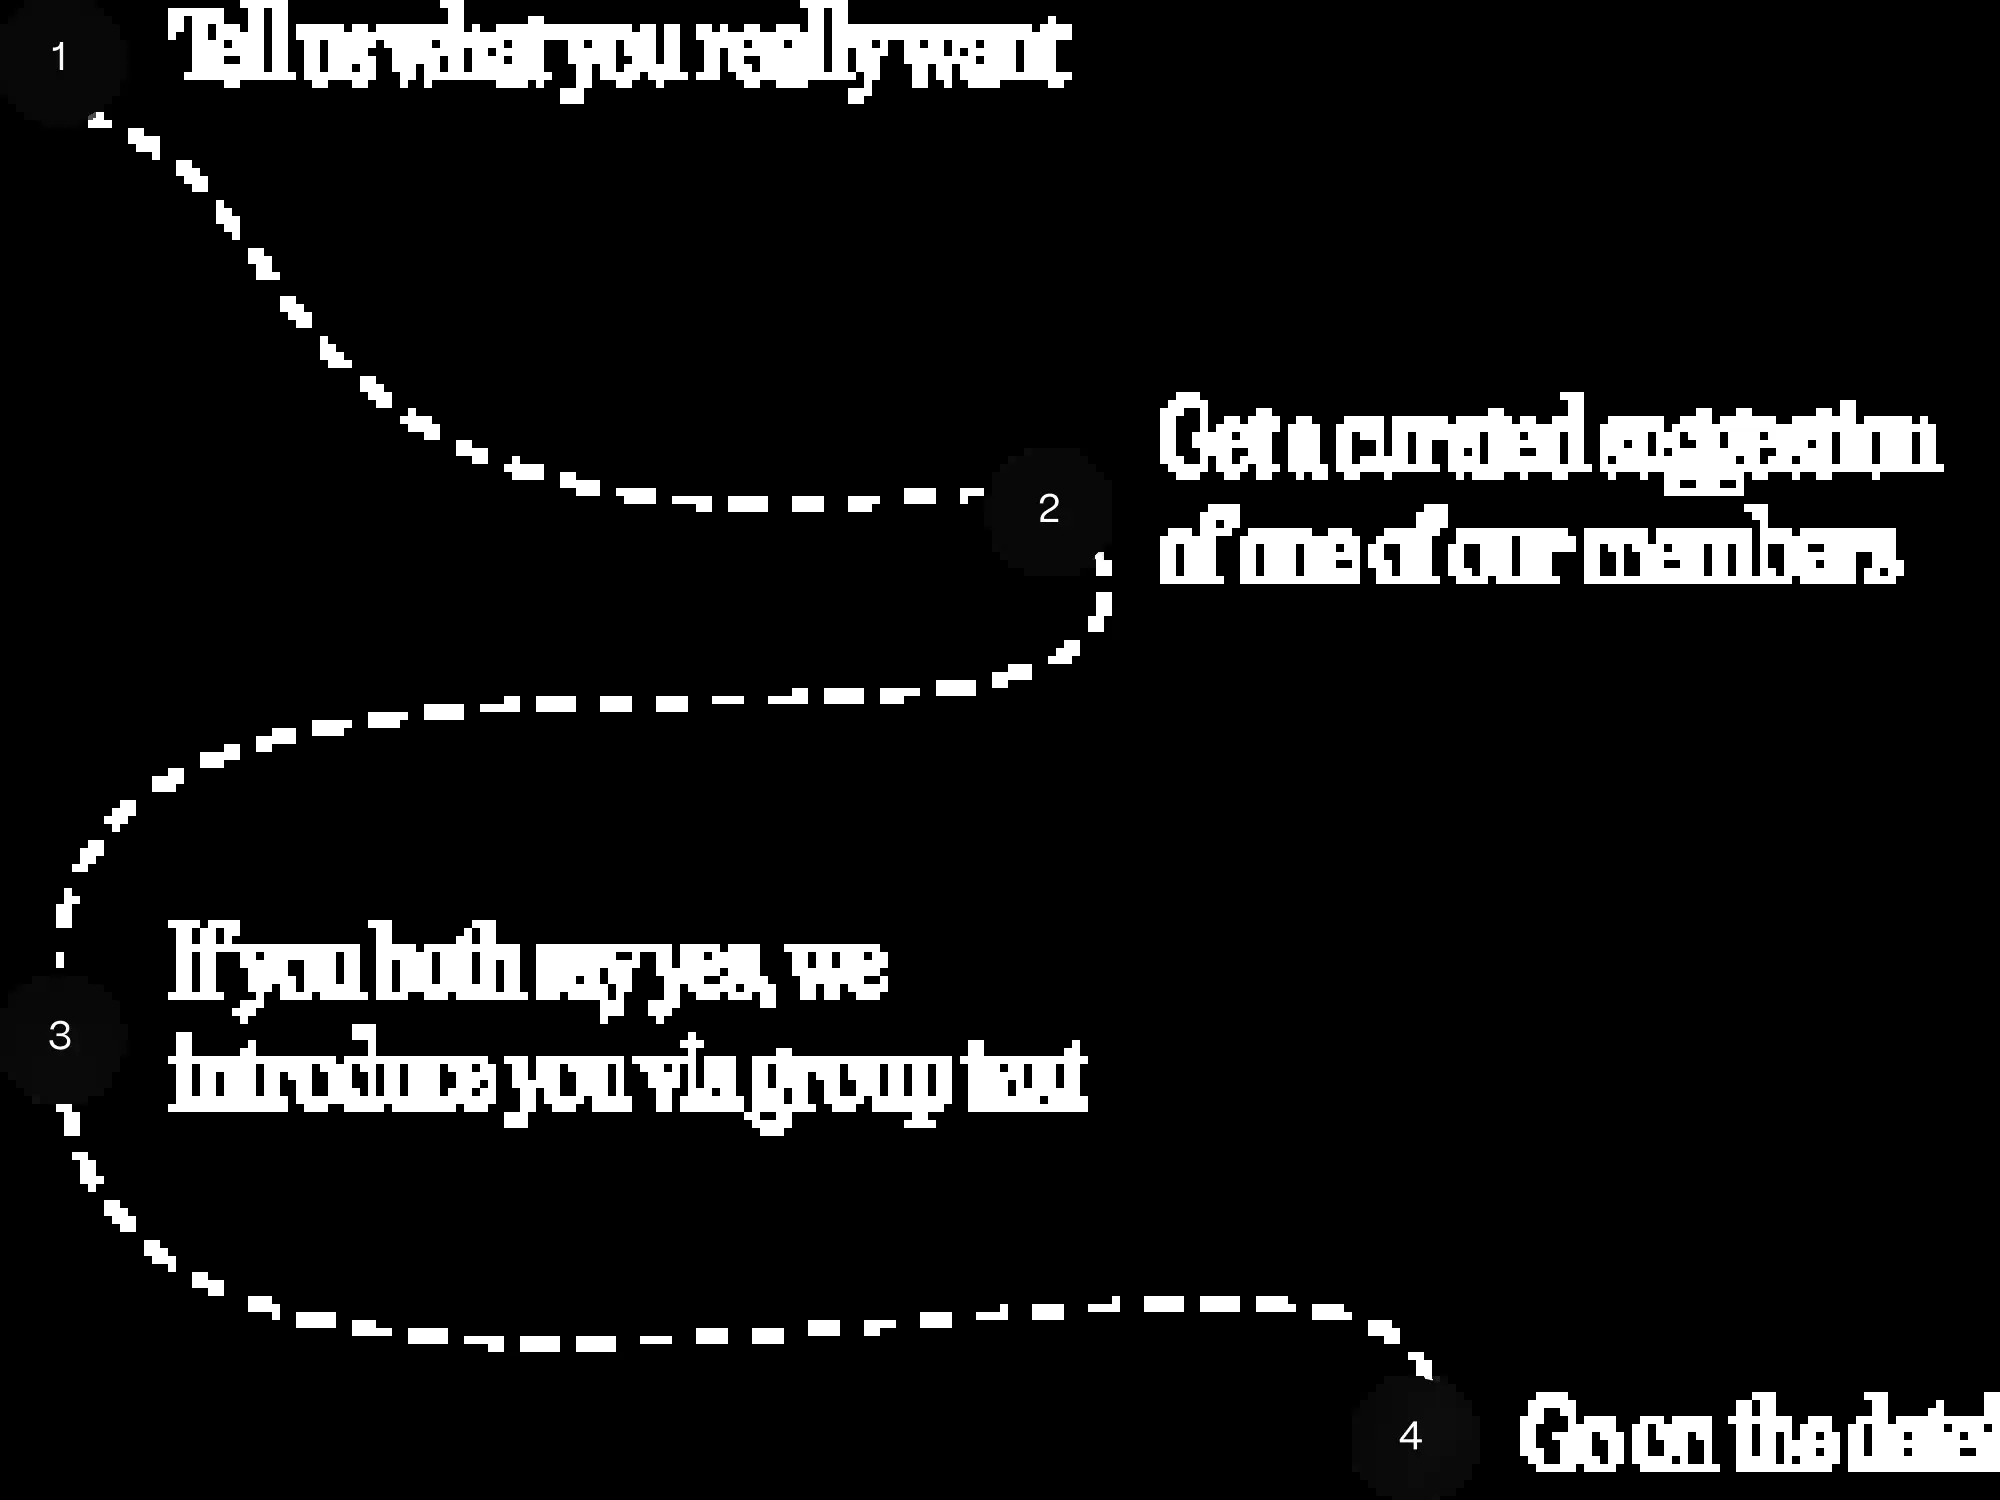 1
Tell us what you really want
2
Get a curated suggestion
of one of our members.
3
If you both say yes, we
introduce you via group text
4
Go on the date!